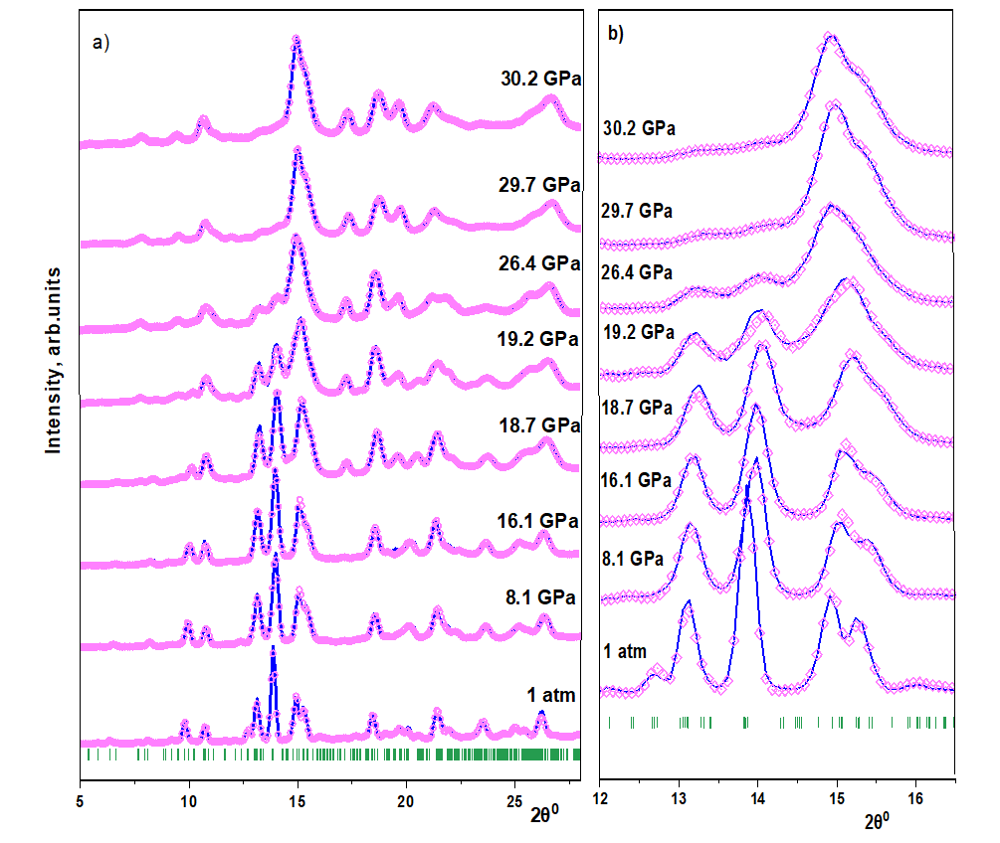 a)
30.2 GPa
29.7 GPa
26.4 GPa
19.2 GPa
18.7 GPa
16.1 GPa
8.1 GPa
1 atm
Intensity, arb.units
5 10 15 20 25
2θ⁰
b)
30.2 GPa
29.7 GPa
26.4 GPa
19.2 GPa
18.7 GPa
16.1 GPa
8.1 GPa
1 atm
12 13 14 15 16
2θ⁰